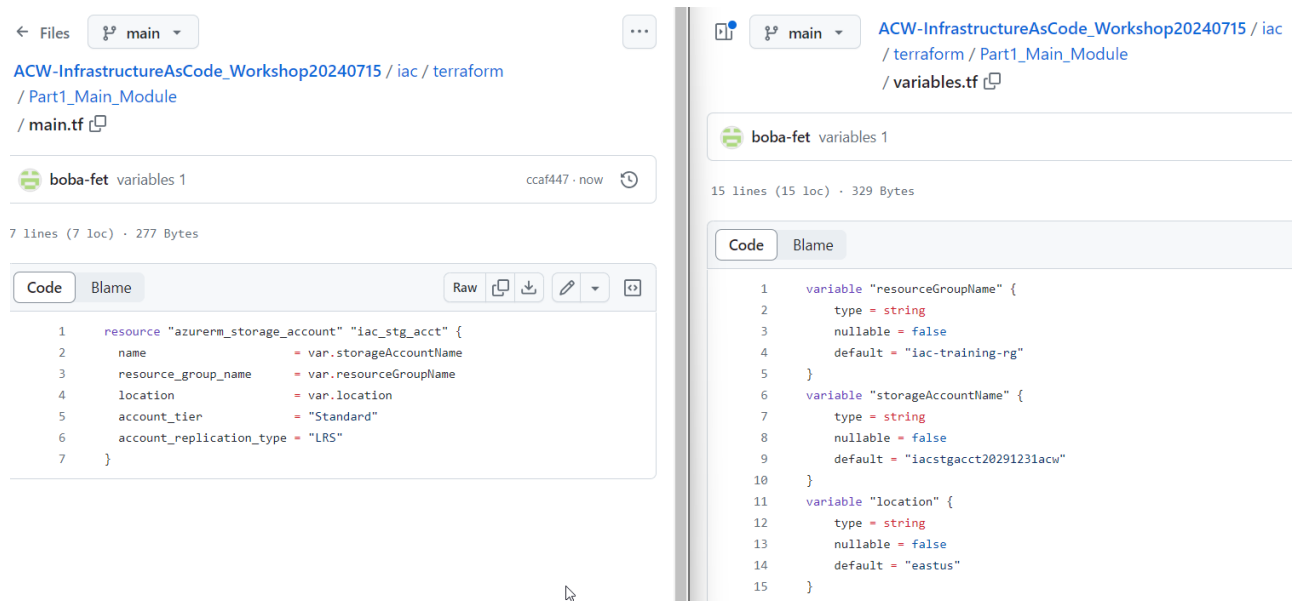 Files
main
ACW-InfrastructureAsCode_Workshop20240715 / iac / terraform
/ Part1_Main_Module
/ main.tf
boba-fet variables 1 ccaf447 · now
7 lines (7 loc) · 277 Bytes
Code Blame Raw
1 resource "azurerm_storage_account" "iac_stg_acct" {
2 name = var.storageAccountName
3 resource_group_name = var.resourceGroupName
4 location = var.location
5 account_tier = "Standard"
6 account_replication_type = "LRS"
7 }
main
ACW-InfrastructureAsCode_Workshop20240715 / iac
/ terraform / Part1_Main_Module
/ variables.tf
boba-fet variables 1
15 lines (15 loc) · 329 Bytes
Code Blame
1 variable "resourceGroupName" {
2 type = string
3 nullable = false
4 default = "iac-training-rg"
5 }
6 variable "storageAccountName" {
7 type = string
8 nullable = false
9 default = "iacstgacct20291231acw"
10 }
11 variable "location" {
12 type = string
13 nullable = false
14 default = "eastus"
15 }